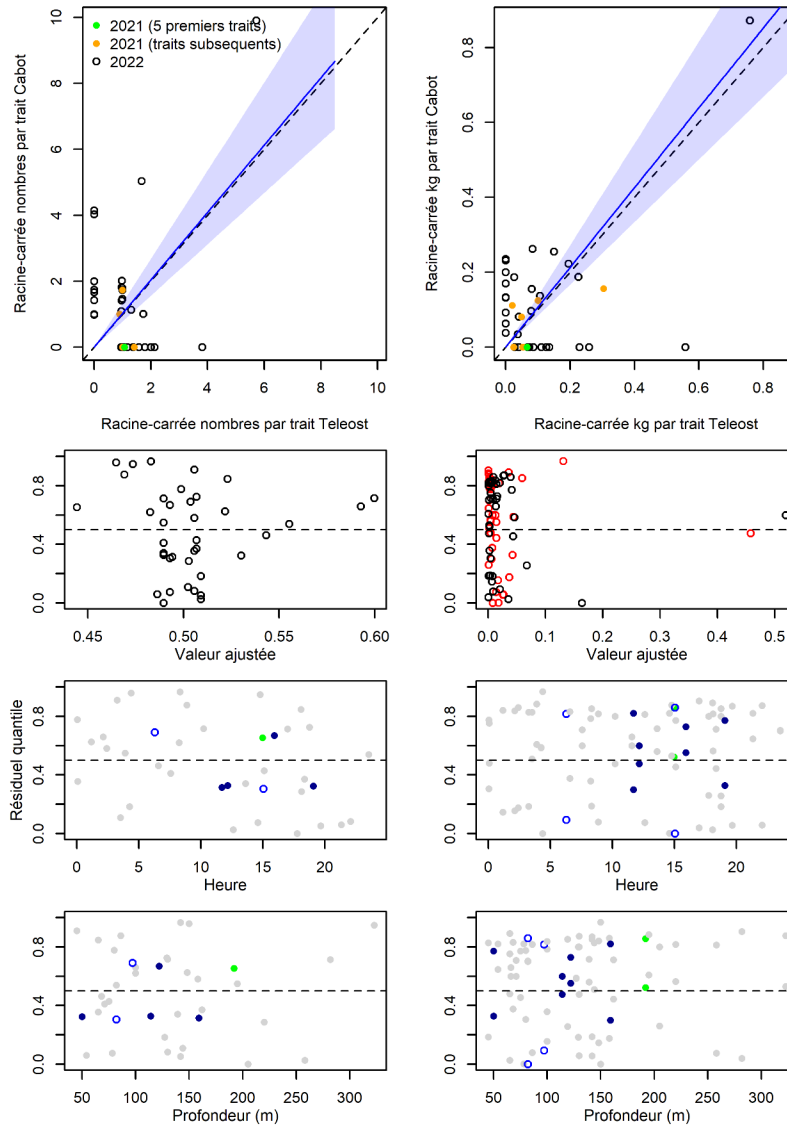 2021 (5 premiers traits)
2021 (traits subsequents)
2022
Racine-carrée nombres par trait Cabot
0 2 4 6 8 10
0 2 4 6 8 10
Racine-carrée nombres par trait Teleost
Racine-carrée kg par trait Cabot
0.0 0.2 0.4 0.6 0.8
0.0 0.2 0.4 0.6 0.8
Racine-carrée kg par trait Teleost
0.0 0.4 0.8
0.45 0.50 0.55 0.60
Valeur ajustée
0.0 0.4 0.8
0.0 0.1 0.2 0.3 0.4 0.5
Valeur ajustée
Résiduel quantile
0.0 0.4 0.8
0 5 10 15 20
Heure
0.0 0.4 0.8
0 5 10 15 20
Heure
0.0 0.4 0.8
50 100 150 200 250 300
Profondeur (m)
0.0 0.4 0.8
50 100 150 200 250 300
Profondeur (m)